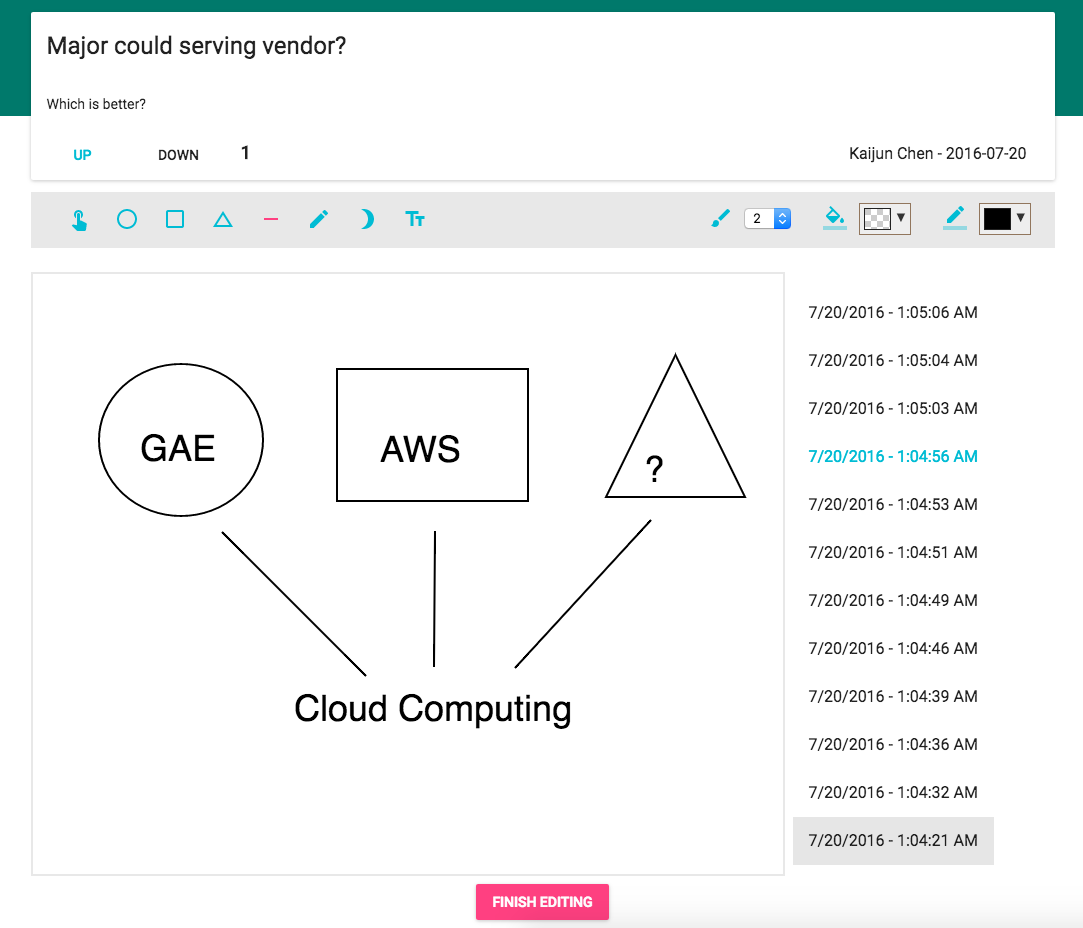 Major could serving vendor?
Which is better?
UP DOWN 1 Kaijun Chen - 2016-07-20
Tт 2
7/20/2016 - 1:05:06 AM
7/20/2016 - 1:05:04 AM
7/20/2016 - 1:05:03 AM
GAE AWS ?
7/20/2016 - 1:04:56 AM
7/20/2016 - 1:04:53 AM
7/20/2016 - 1:04:51 AM
7/20/2016 - 1:04:49 AM
7/20/2016 - 1:04:46 AM
7/20/2016 - 1:04:39 AM
Cloud Computing
7/20/2016 - 1:04:36 AM
7/20/2016 - 1:04:32 AM
7/20/2016 - 1:04:21 AM
FINISH EDITING